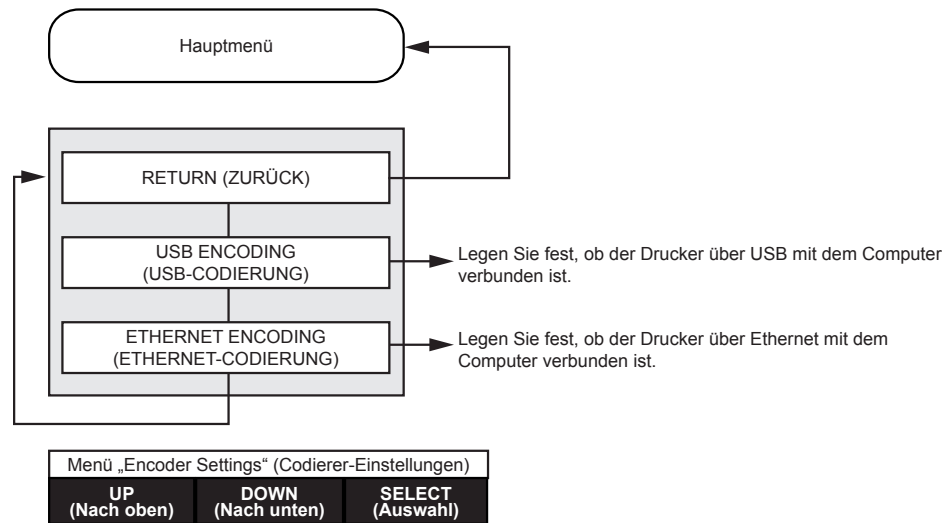 Hauptmenü
RETURN (ZURÜCK)
USB ENCODING
(USB-CODIERUNG)
Legen Sie fest, ob der Drucker über USB mit dem Computer
verbunden ist.
ETHERNET ENCODING
(ETHERNET-CODIERUNG)
Legen Sie fest, ob der Drucker über Ethernet mit dem
Computer verbunden ist.
Menü „Encoder Settings“ (Codierer-Einstellungen)
UP
(Nach oben)
DOWN
(Nach unten)
SELECT
(Auswahl)